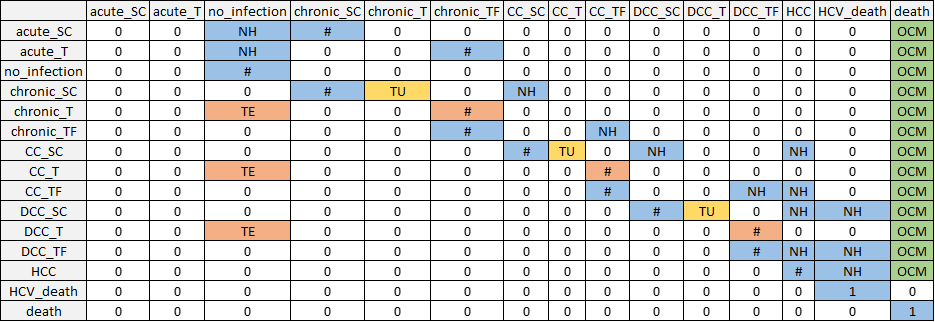 acute_SC acute_T no_infection chronic_SC chronic_T chronic_TF CC_SC CC_T CC_TF DCC_SC DCC_T DCC_TF HCC HCV_death death
acute_SC 0 0 NH # 0 0 0 0 0 0 0 0 0 0 OCM
acute_T 0 0 NH 0 0 # 0 0 0 0 0 0 0 0 OCM
no_infection 0 0 # 0 0 0 0 0 0 0 0 0 0 0 OCM
chronic_SC 0 0 0 # TU 0 NH 0 0 0 0 0 0 0 OCM
chronic_T 0 0 TE 0 0 # 0 0 0 0 0 0 0 0 OCM
chronic_TF 0 0 0 0 0 # 0 0 NH 0 0 0 0 0 OCM
CC_SC 0 0 0 0 0 0 # TU 0 NH 0 0 NH 0 OCM
CC_T 0 0 TE 0 0 0 0 0 # 0 0 0 0 0 OCM
CC_TF 0 0 0 0 0 0 0 0 # 0 0 NH NH 0 OCM
DCC_SC 0 0 0 0 0 0 0 0 0 # TU 0 NH NH OCM
DCC_T 0 0 TE 0 0 0 0 0 0 0 0 # 0 0 OCM
DCC_TF 0 0 0 0 0 0 0 0 0 0 0 # NH NH OCM
HCC 0 0 0 0 0 0 0 0 0 0 0 0 # NH OCM
HCV_death 0 0 0 0 0 0 0 0 0 0 0 0 0 1 0
death 0 0 0 0 0 0 0 0 0 0 0 0 0 0 1